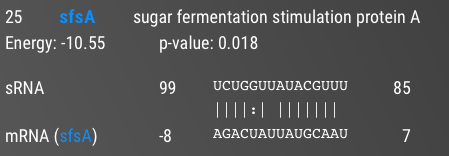 25 sfsA sugar fermentation stimulation protein A
Energy: -10.55 p-value: 0.018
sRNA 99 UCUGGUUAUACGUUU 85
||||:| |||||||
mRNA (sfsA) -8 AGACUAUUAUGCAAU 7